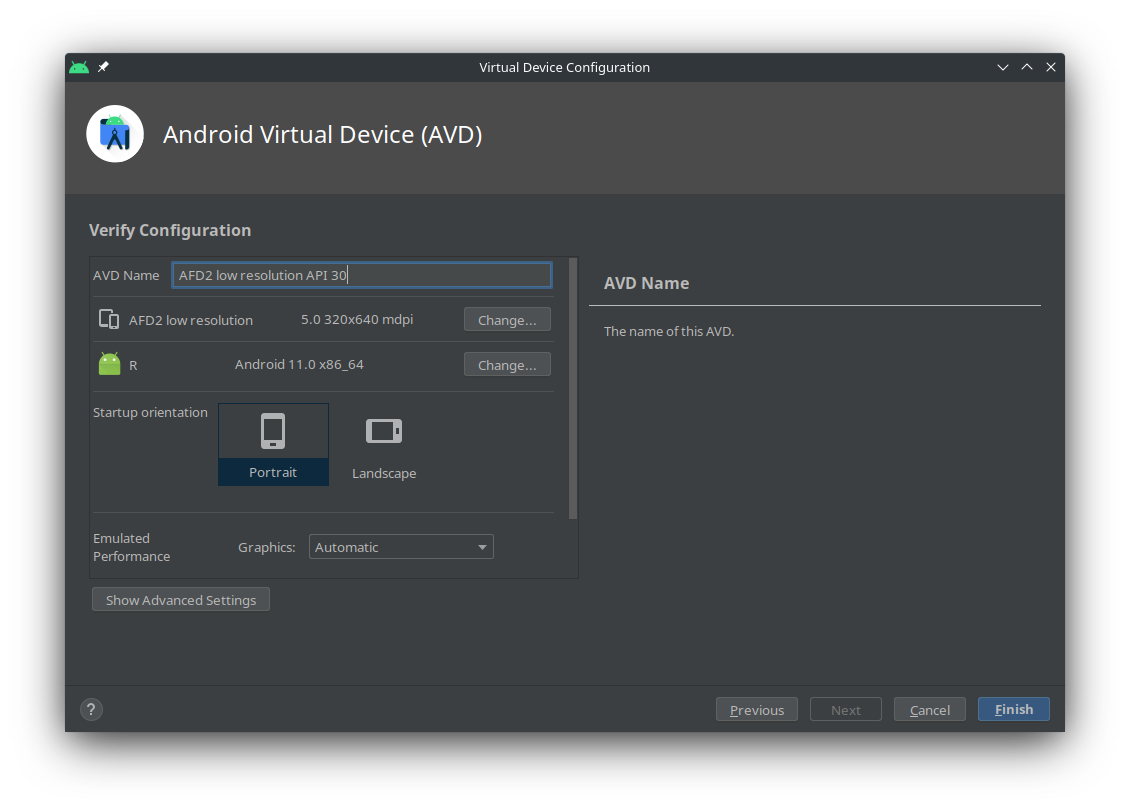 Virtual Device Configuration
Android Virtual Device (AVD)
Verify Configuration
AVD Name AFD2 low resolution API 30
AFD2 low resolution 5.0 320x640 mdpi Change...
R Android 11.0 x86_64 Change...
Startup orientation
Portrait Landscape
Emulated
Performance
Graphics: Automatic
Show Advanced Settings
AVD Name
The name of this AVD.
? Previous Next Cancel Finish